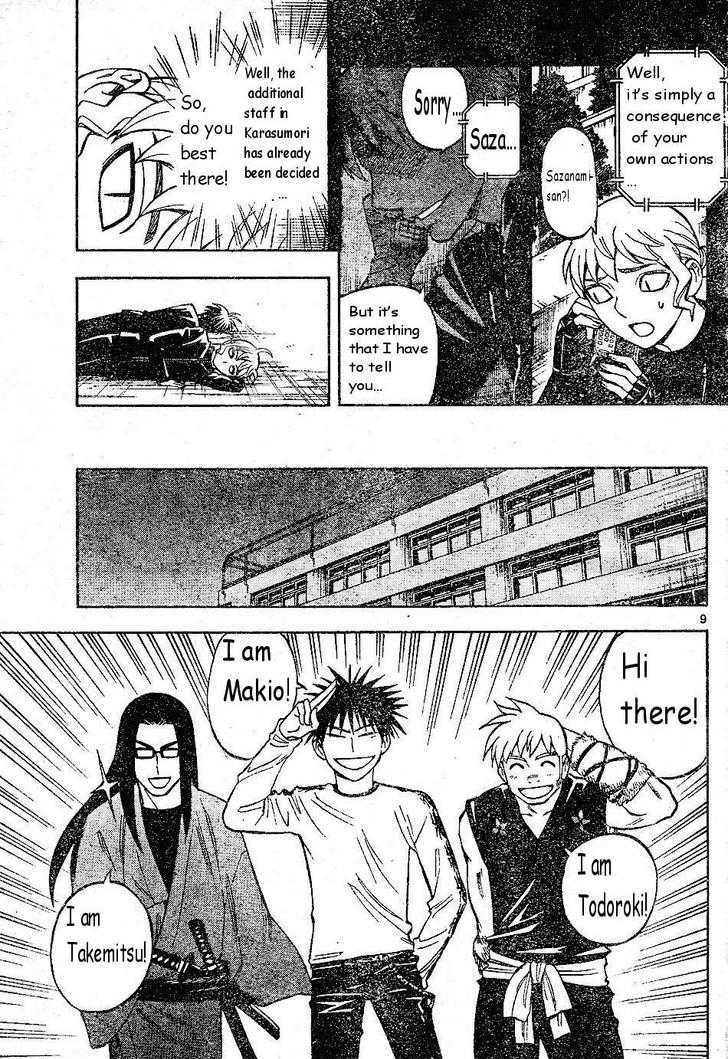 Well,
it's simply a
consequence
of your
own actions
...
Sazanami-
san?!
Sorry...
Saza...
But it's
something
that I have
to tell
you...
Well, the
additional
staff in
Karasumori
has already
been decided
...
So,
do you
best
there!
9
Hi
there!
I am
Makio!
I am
Todoroki!
I am
Takemitsu!